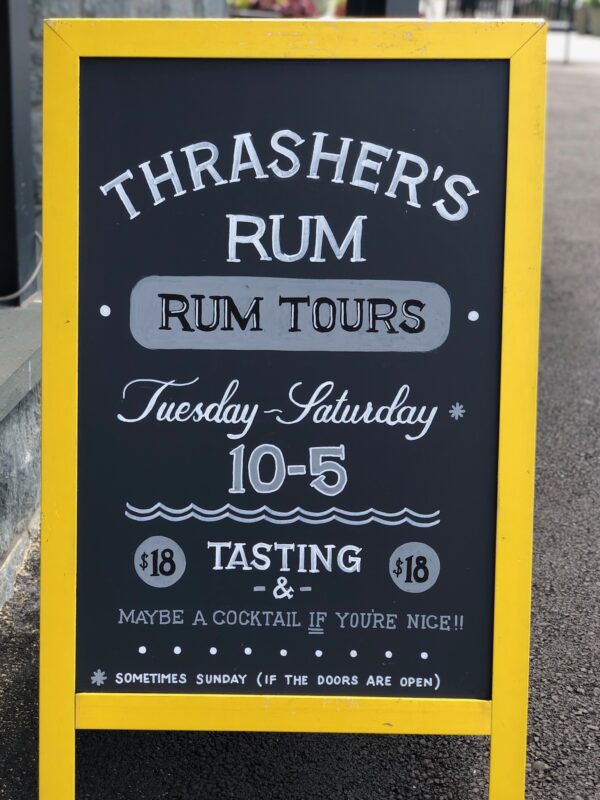 THRASHER'S
RUM
RUM TOURS
Tuesday~Saturday *
10-5
$18 TASTING $18
-&-
MAYBE A COCKTAIL IF YOU'RE NICE!!
* SOMETIMES SUNDAY (IF THE DOORS ARE OPEN)